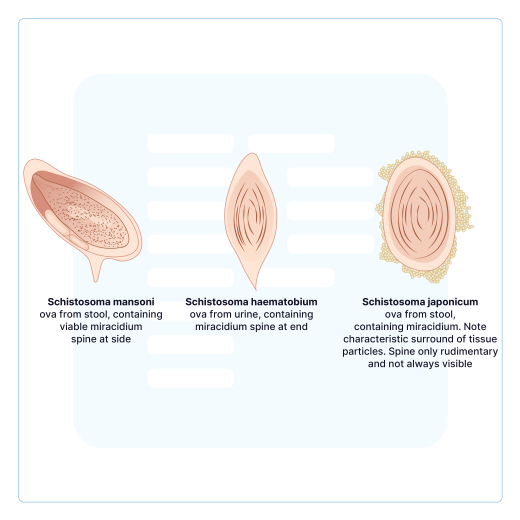 Schistosoma mansoni
ova from stool, containing
viable miracidium
spine at side
Schistosoma haematobium
ova from urine, containing
miracidium spine at end
Schistosoma japonicum
ova from stool,
containing miracidium. Note
characteristic surround of tissue
particles. Spine only rudimentary
and not always visible